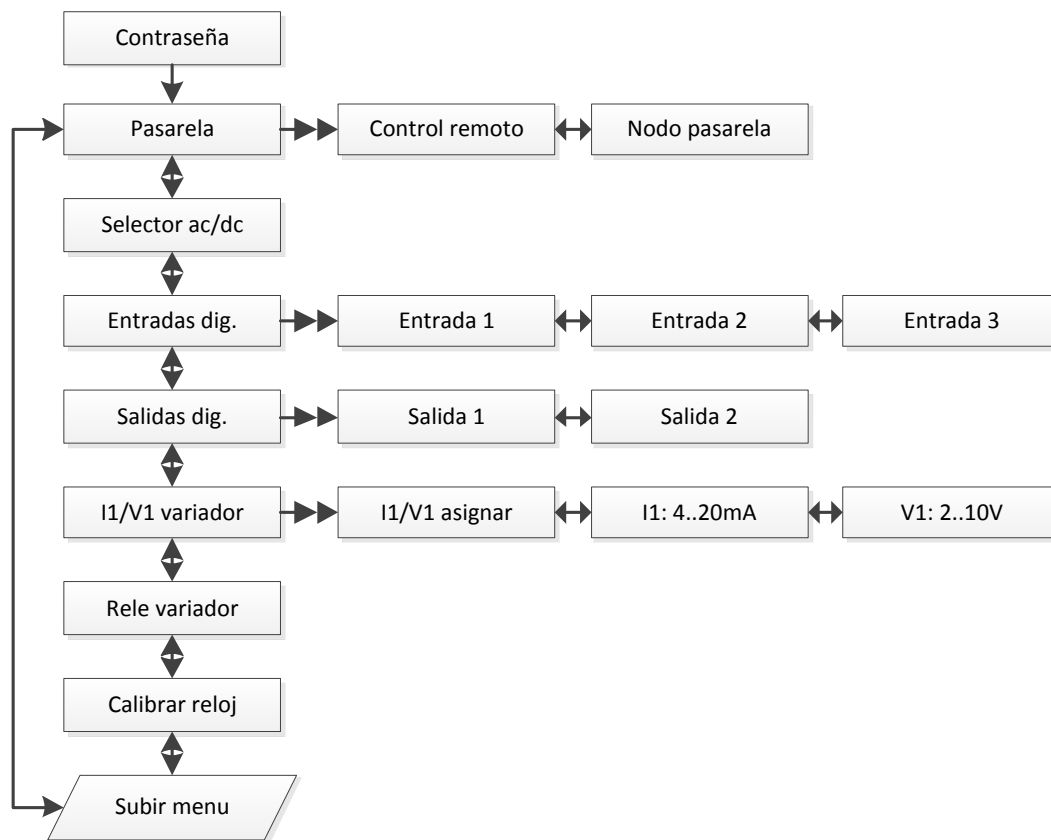 Contraseña
Pasarela
Control remoto
Nodo pasarela
Selector ac/dc
Entradas dig.
Entrada 1
Entrada 2
Entrada 3
Salidas dig.
Salida 1
Salida 2
I1/V1 variador
I1/V1 asignar
I1: 4..20mA
V1: 2..10V
Rele variador
Calibrar reloj
Subir menu